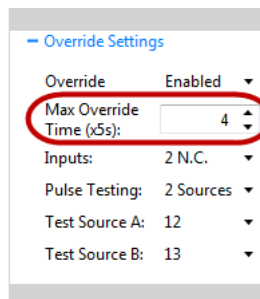 Override Settings
Override Enabled
Max Override
Time (x5s): 4
Inputs: 2 N.C.
Pulse Testing: 2 Sources
Test Source A: 12
Test Source B: 13